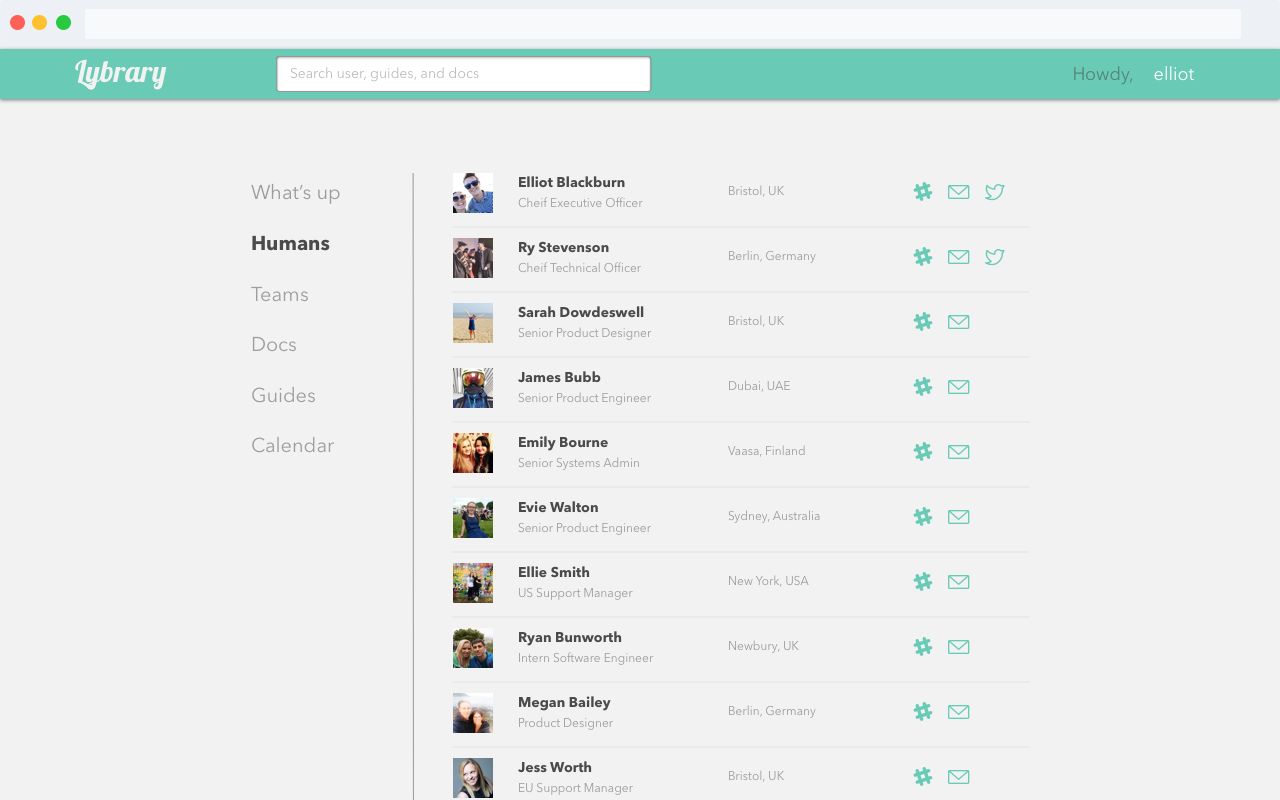 Lybrary
Search user, guides, and docs
Howdy, elliot
What's up
Humans
Teams
Docs
Guides
Calendar
Elliot Blackburn
Cheif Executive Officer
Bristol, UK
Ry Stevenson
Cheif Technical Officer
Berlin, Germany
Sarah Dowdeswell
Senior Product Designer
Bristol, UK
James Bubb
Senior Product Engineer
Dubai, UAE
Emily Bourne
Senior Systems Admin
Vaasa, Finland
Evie Walton
Senior Product Engineer
Sydney, Australia
Ellie Smith
US Support Manager
New York, USA
Ryan Bunworth
Intern Software Engineer
Newbury, UK
Megan Bailey
Product Designer
Berlin, Germany
Jess Worth
EU Support Manager
Bristol, UK